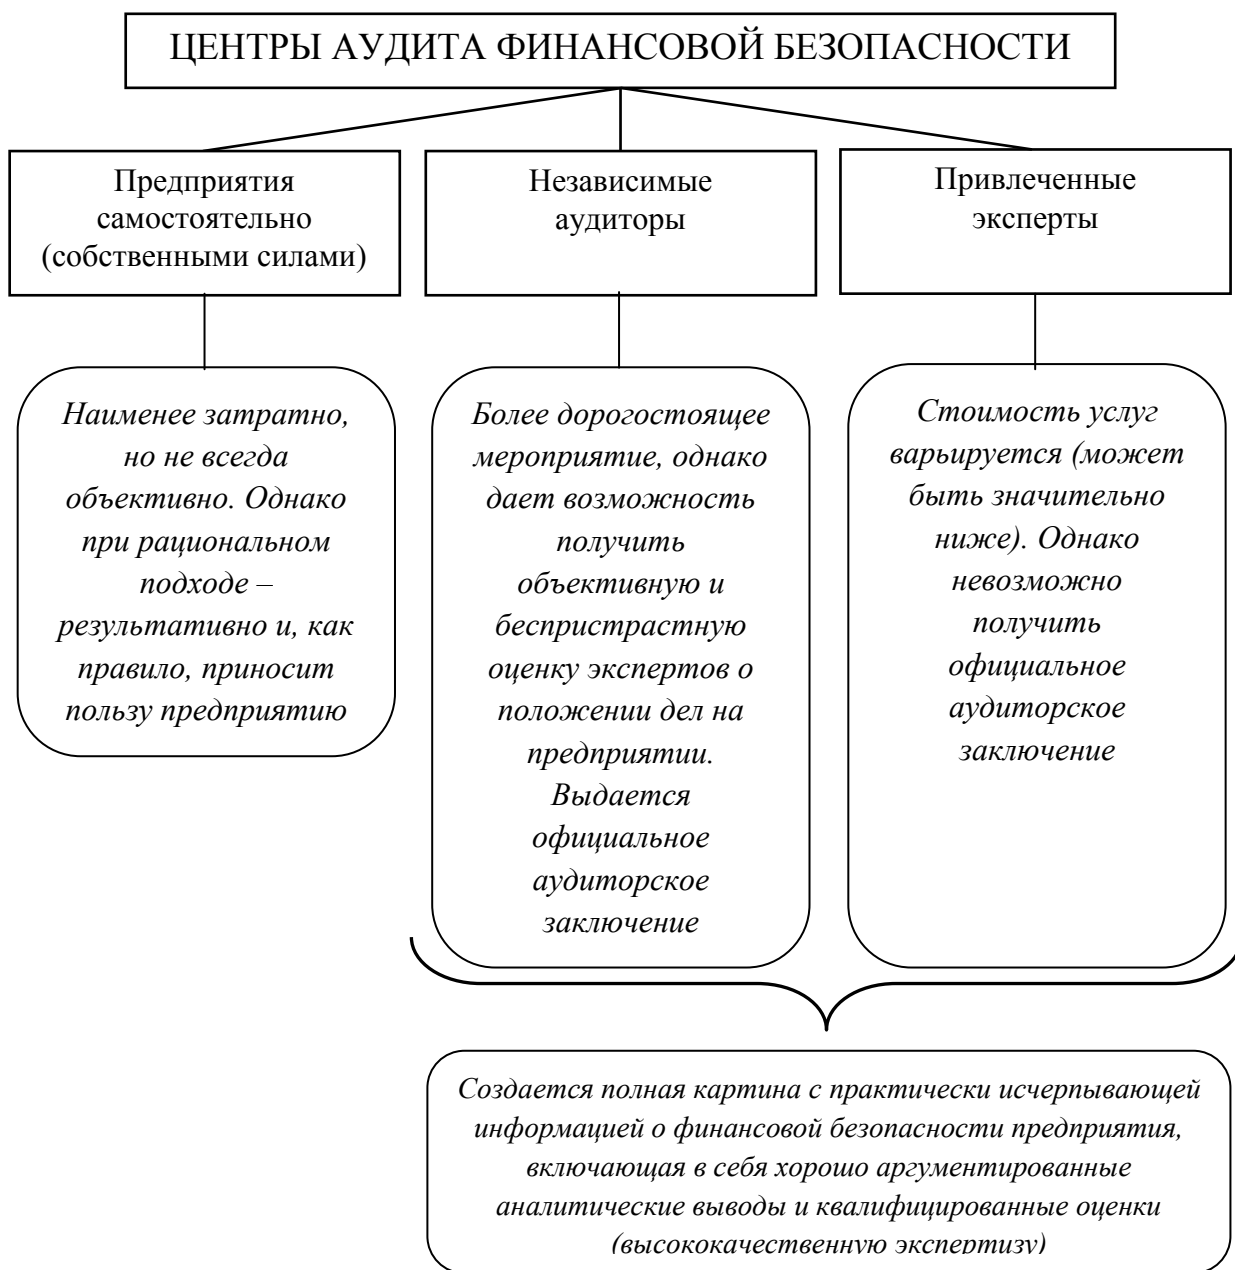 ЦЕНТРЫ АУДИТА ФИНАНСОВОЙ БЕЗОПАСНОСТИ
Предприятия
самостоятельно
(собственными силами)
Независимые
аудиторы
Привлеченные
эксперты
Наименее затратно,
но не всегда
объективно. Однако
при рациональном
подходе –
результативно и, как
правило, приносит
пользу предприятию
Более дорогостоящее
мероприятие, однако
дает возможность
получить
объективную и
беспристрастную
оценку экспертов о
положении дел на
предприятии.
Выдается
официальное
аудиторское
заключение
Стоимость услуг
варьируется (может
быть значительно
ниже). Однако
невозможно
получить
официальное
аудиторское
заключение
Создается полная картина с практически исчерпывающей
информацией о финансовой безопасности предприятия,
включающая в себя хорошо аргументированные
аналитические выводы и квалифицированные оценки
(высококачественную экспертизу)